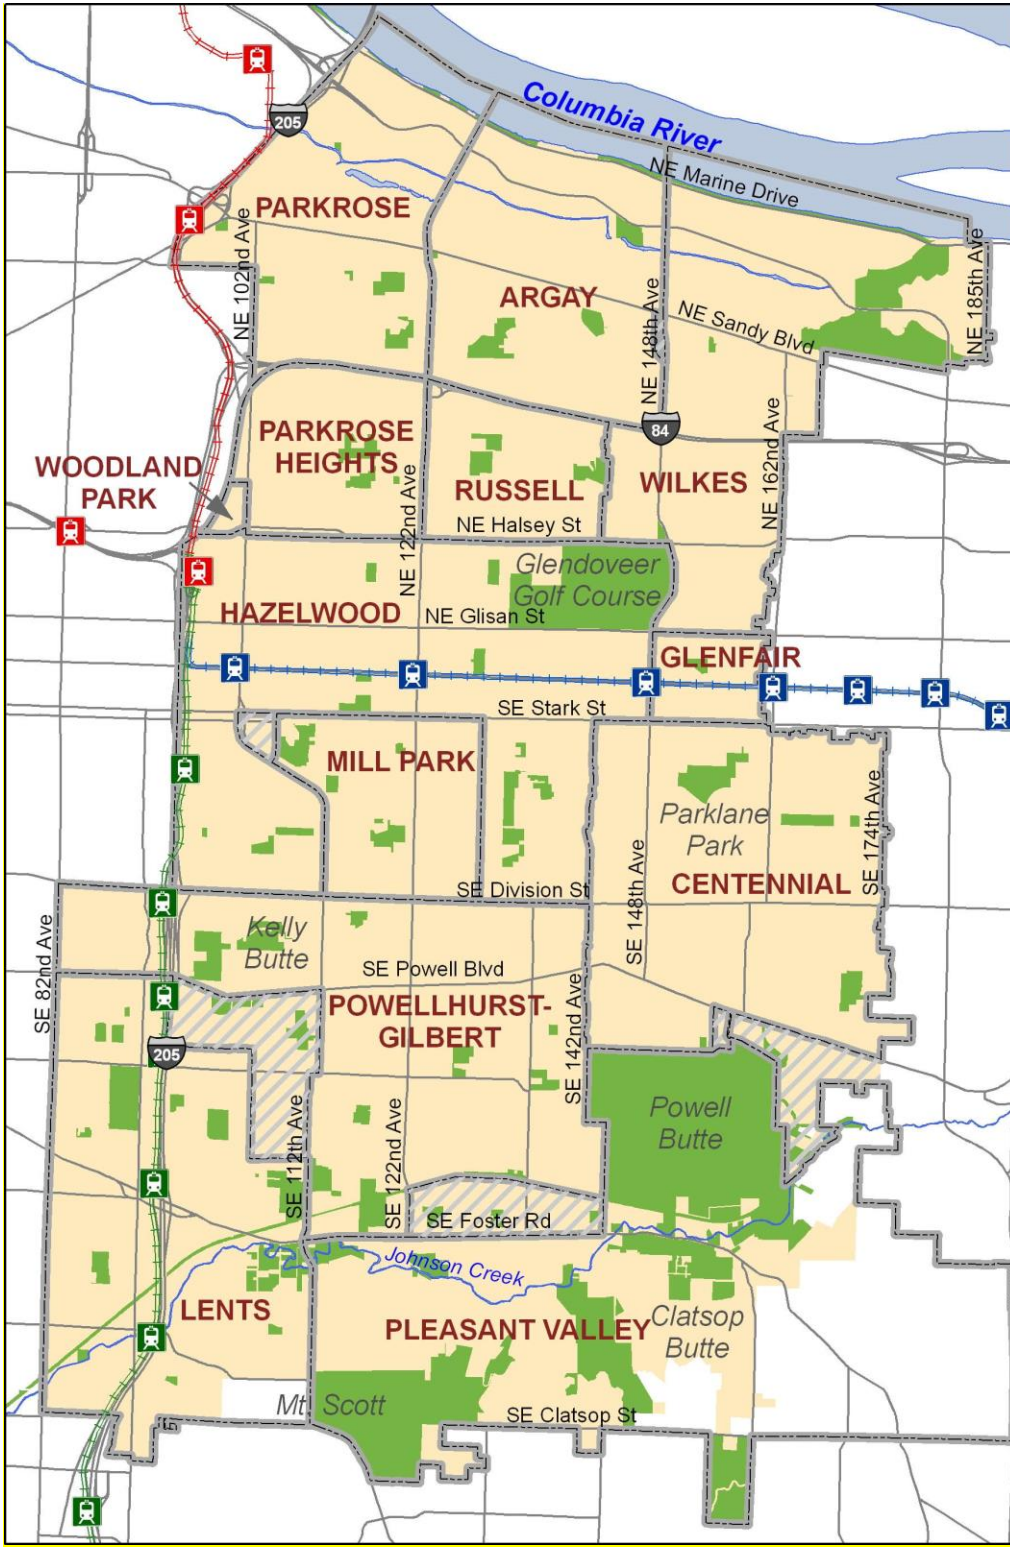 205
Columbia River
NE Marine Drive
PARKROSE
NE 102nd Ave
NE 185th Ave
ARGAY
NE 148th Ave
NE Sandy Blvd
84
PARKROSE
HEIGHTS
WOODLAND
PARK
NE 122nd Ave
RUSSELL
WILKES
NE 162nd Ave
NE Halsey St
Glendoveer
Golf Course
HAZELWOOD
NE Glisan St
GLENFAIR
SE Stark St
MILL PARK
Parklane
Park
SE 174th Ave
SE 148th Ave
CENTENNIAL
SE Division St
Kelly
Butte
SE 82nd Ave
SE Powell Blvd
POWELLHURST-
GILBERT
SE 142nd Ave
205
Powell
Butte
SE 112th Ave
SE 122nd Ave
SE Foster Rd
Johnson Creek
LENTS
PLEASANT VALLEY
Clatsop
Butte
Mt. Scott
SE Clatsop St